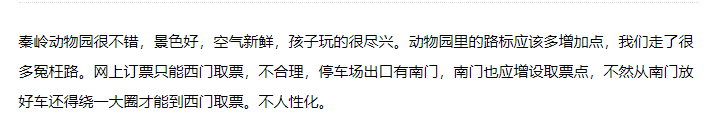 秦岭动物园很不错，景色好，空气新鲜，孩子玩的很尽兴。动物园里的路标应该多增加点，我们走了很
多冤枉路。网上订票只能西门取票，不合理，停车场出口有南门，南门也应增设取票点，不然从南门放
好车还得绕一大圈才能到西门取票。不人性化。